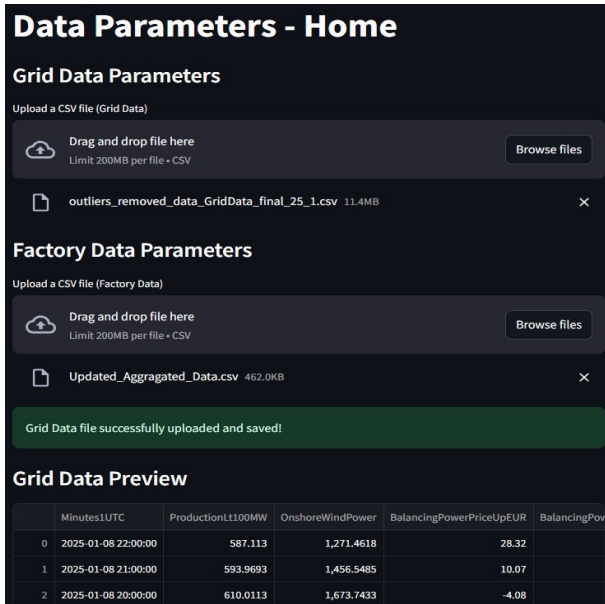 Data Parameters - Home
Grid Data Parameters
Upload a CSV file (Grid Data)
Drag and drop file here
Limit 200MB per file • CSV
Browse files
outliers_removed_data_GridData_final_25_1.csv 11.4MB
Factory Data Parameters
Upload a CSV file (Factory Data)
Drag and drop file here
Limit 200MB per file • CSV
Browse files
Updated_Aggragated_Data.csv 462.0KB
Grid Data file successfully uploaded and saved!
Grid Data Preview
Minutes1UTC ProductionLt100MW OnshoreWindPower BalancingPowerPriceUpEUR BalancingPow
0 2025-01-08 22:00:00 587.113 1,271.4618 28.32
1 2025-01-08 21:00:00 593.9693 1,456.5485 10.07
2 2025-01-08 20:00:00 610.0113 1,673.7433 -4.08